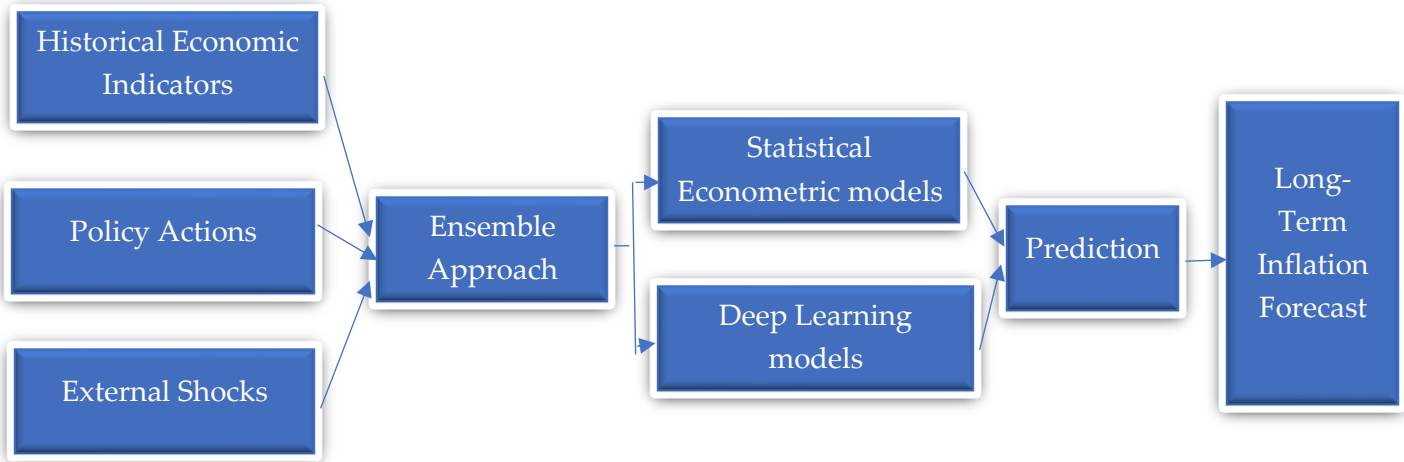 Historical Economic
Indicators
Policy Actions
External Shocks
Ensemble
Approach
Statistical
Econometric models
Deep Learning
models
Prediction
Long-
Term
Inflation
Forecast